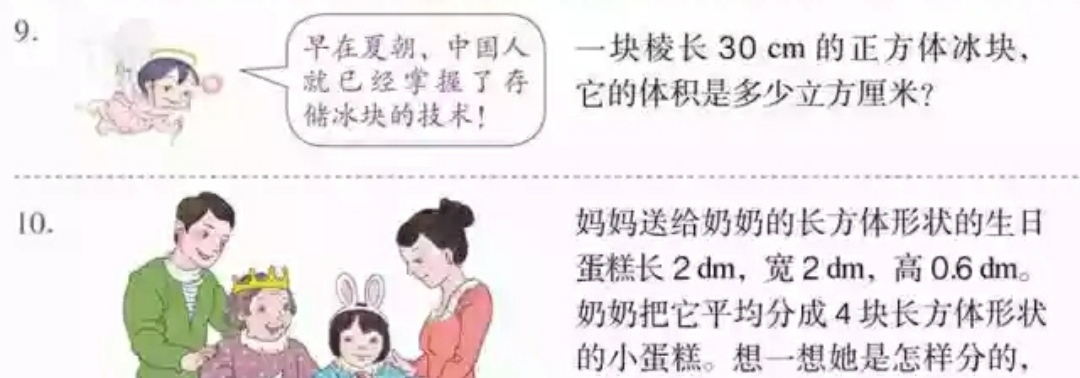 9.
早在夏朝、中国人
就已经掌握了存
储冰块的技术！
一块棱长 30 cm 的正方体冰块，
它的体积是多少立方厘米？
10.
妈妈送给奶奶的长方体形状的生日
蛋糕长 2 dm，宽 2 dm，高 0.6 dm。
奶奶把它平均分成 4 块长方体形状
的小蛋糕。想一想她是怎样分的，